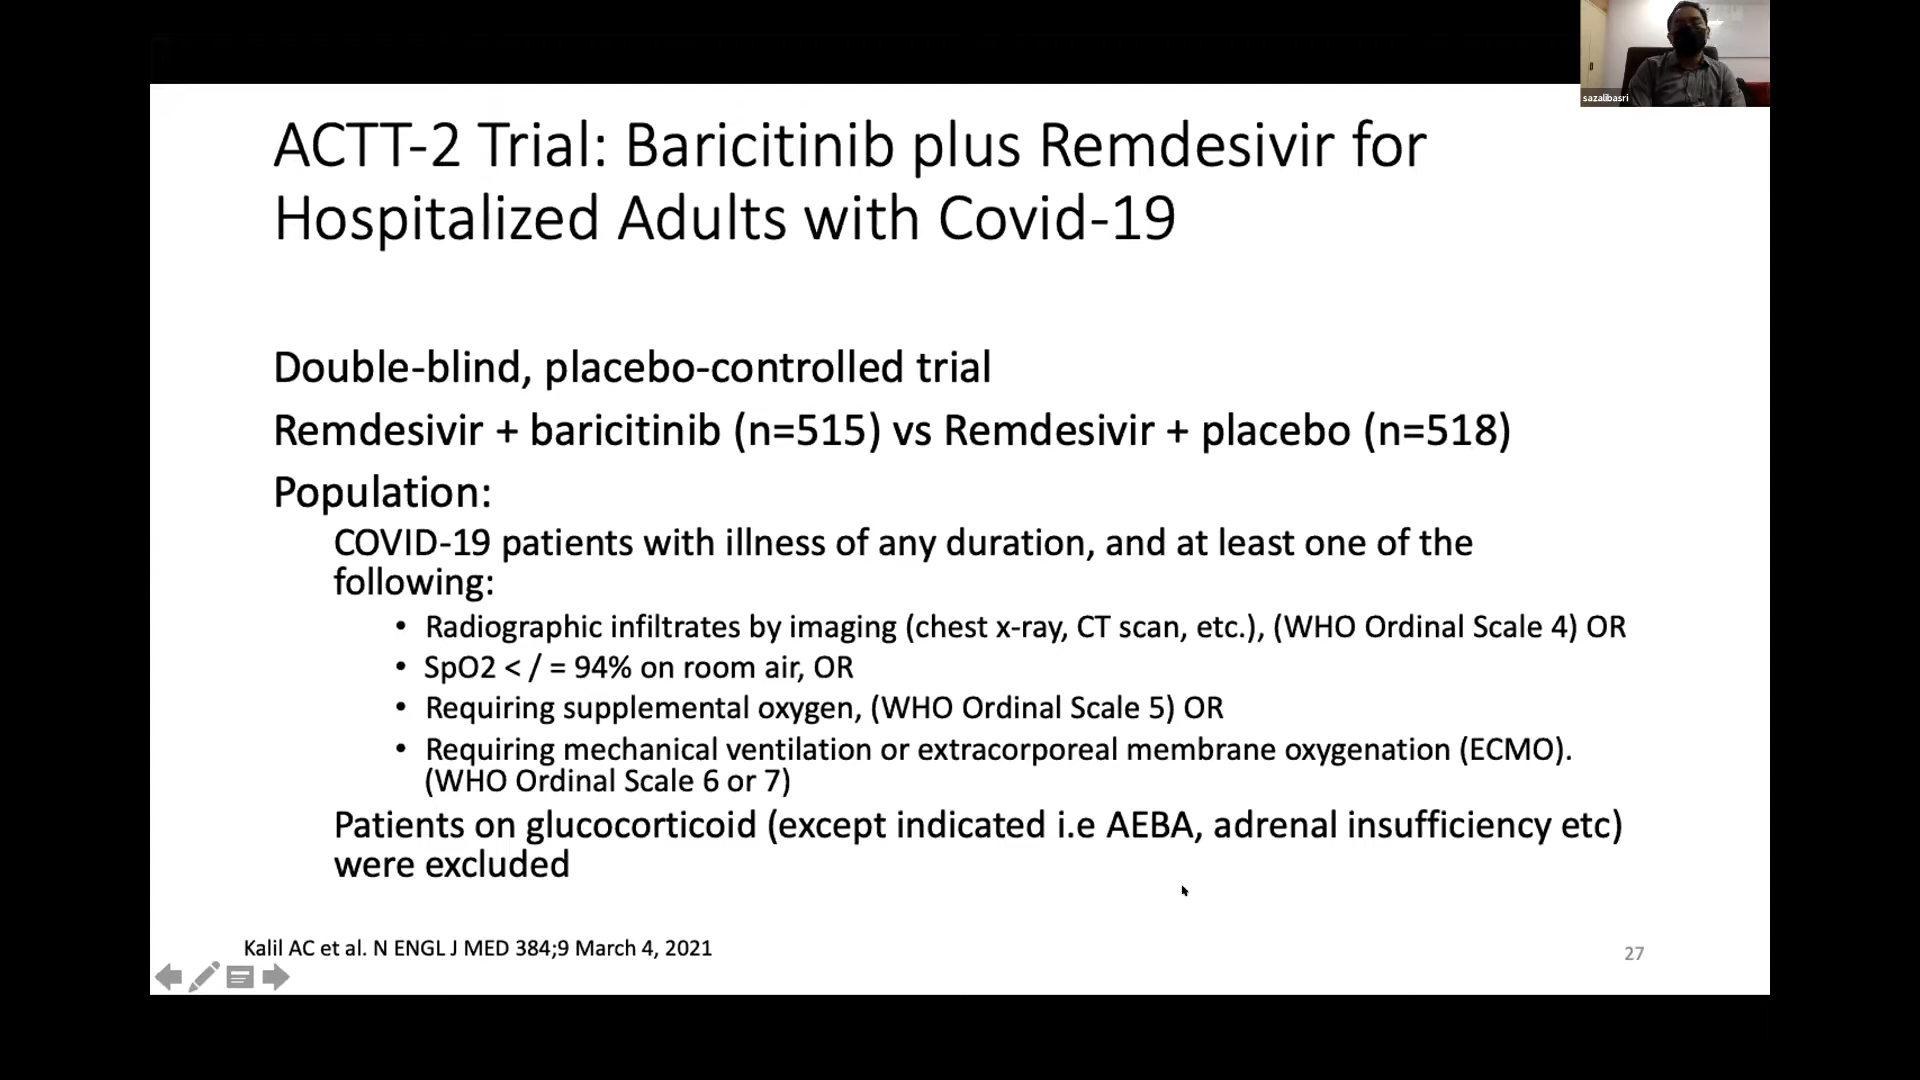 sazalibasri
ACTT-2 Trial: Baricitinib plus Remdesivir for
Hospitalized Adults with Covid-19
Double-blind, placebo-controlled trial
Remdesivir + baricitinib (n=515) vs Remdesivir + placebo (n=518)
Population:
COVID-19 patients with illness of any duration, and at least one of the
following:
• Radiographic infiltrates by imaging (chest x-ray, CT scan, etc.), (WHO Ordinal Scale 4) OR
• SpO2 < / = 94% on room air, OR
• Requiring supplemental oxygen, (WHO Ordinal Scale 5) OR
• Requiring mechanical ventilation or extracorporeal membrane oxygenation (ECMO).
(WHO Ordinal Scale 6 or 7)
Patients on glucocorticoid (except indicated i.e AEBA, adrenal insufficiency etc)
were excluded
Kalil AC et al. N ENGL J MED 384;9 March 4, 2021
27